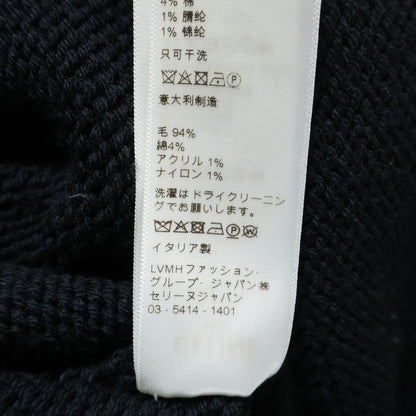 4% 棉
1% 腈纶
1% 锦纶
只可干洗
意大利制造
毛 94%
綿4%
アクリル 1%
ナイロン 1%
洗濯はドライクリーニン
グでお願いします。
イタリア製
LVMHファッション・
グループ・ジャパン㈱
セリーヌジャパン
03 - 5414 - 1401